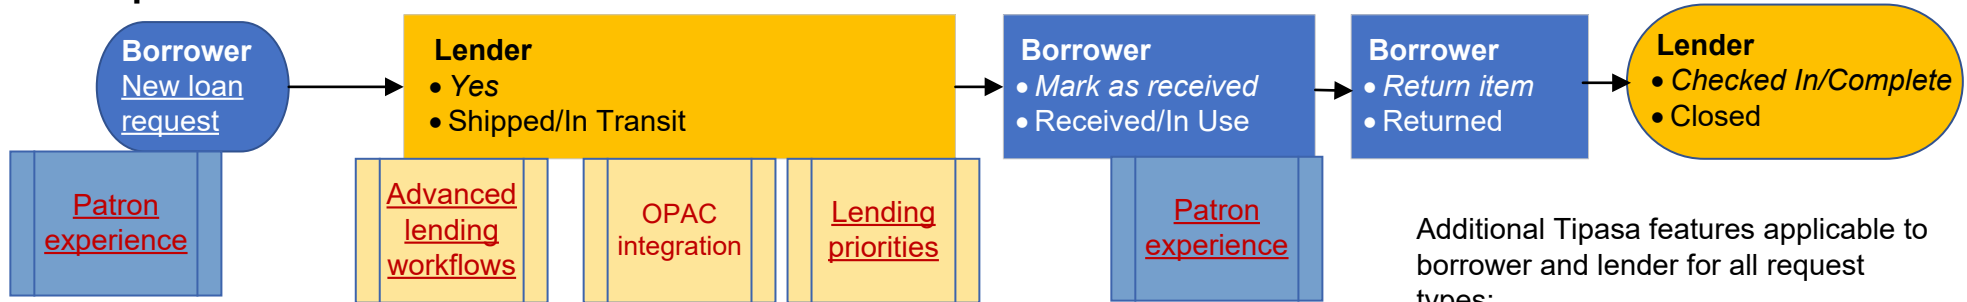 Borrower
New loan
request
Lender
• Yes
• Shipped/In Transit
Borrower
• Mark as received
• Received/In Use
Borrower
• Return item
• Returned
Lender
• Checked In/Complete
• Closed
Patron
experience
Advanced
lending
workflows
OPAC
integration
Lending
priorities
Patron
experience
Additional Tipasa features applicable to
borrower and lender for all request
types: